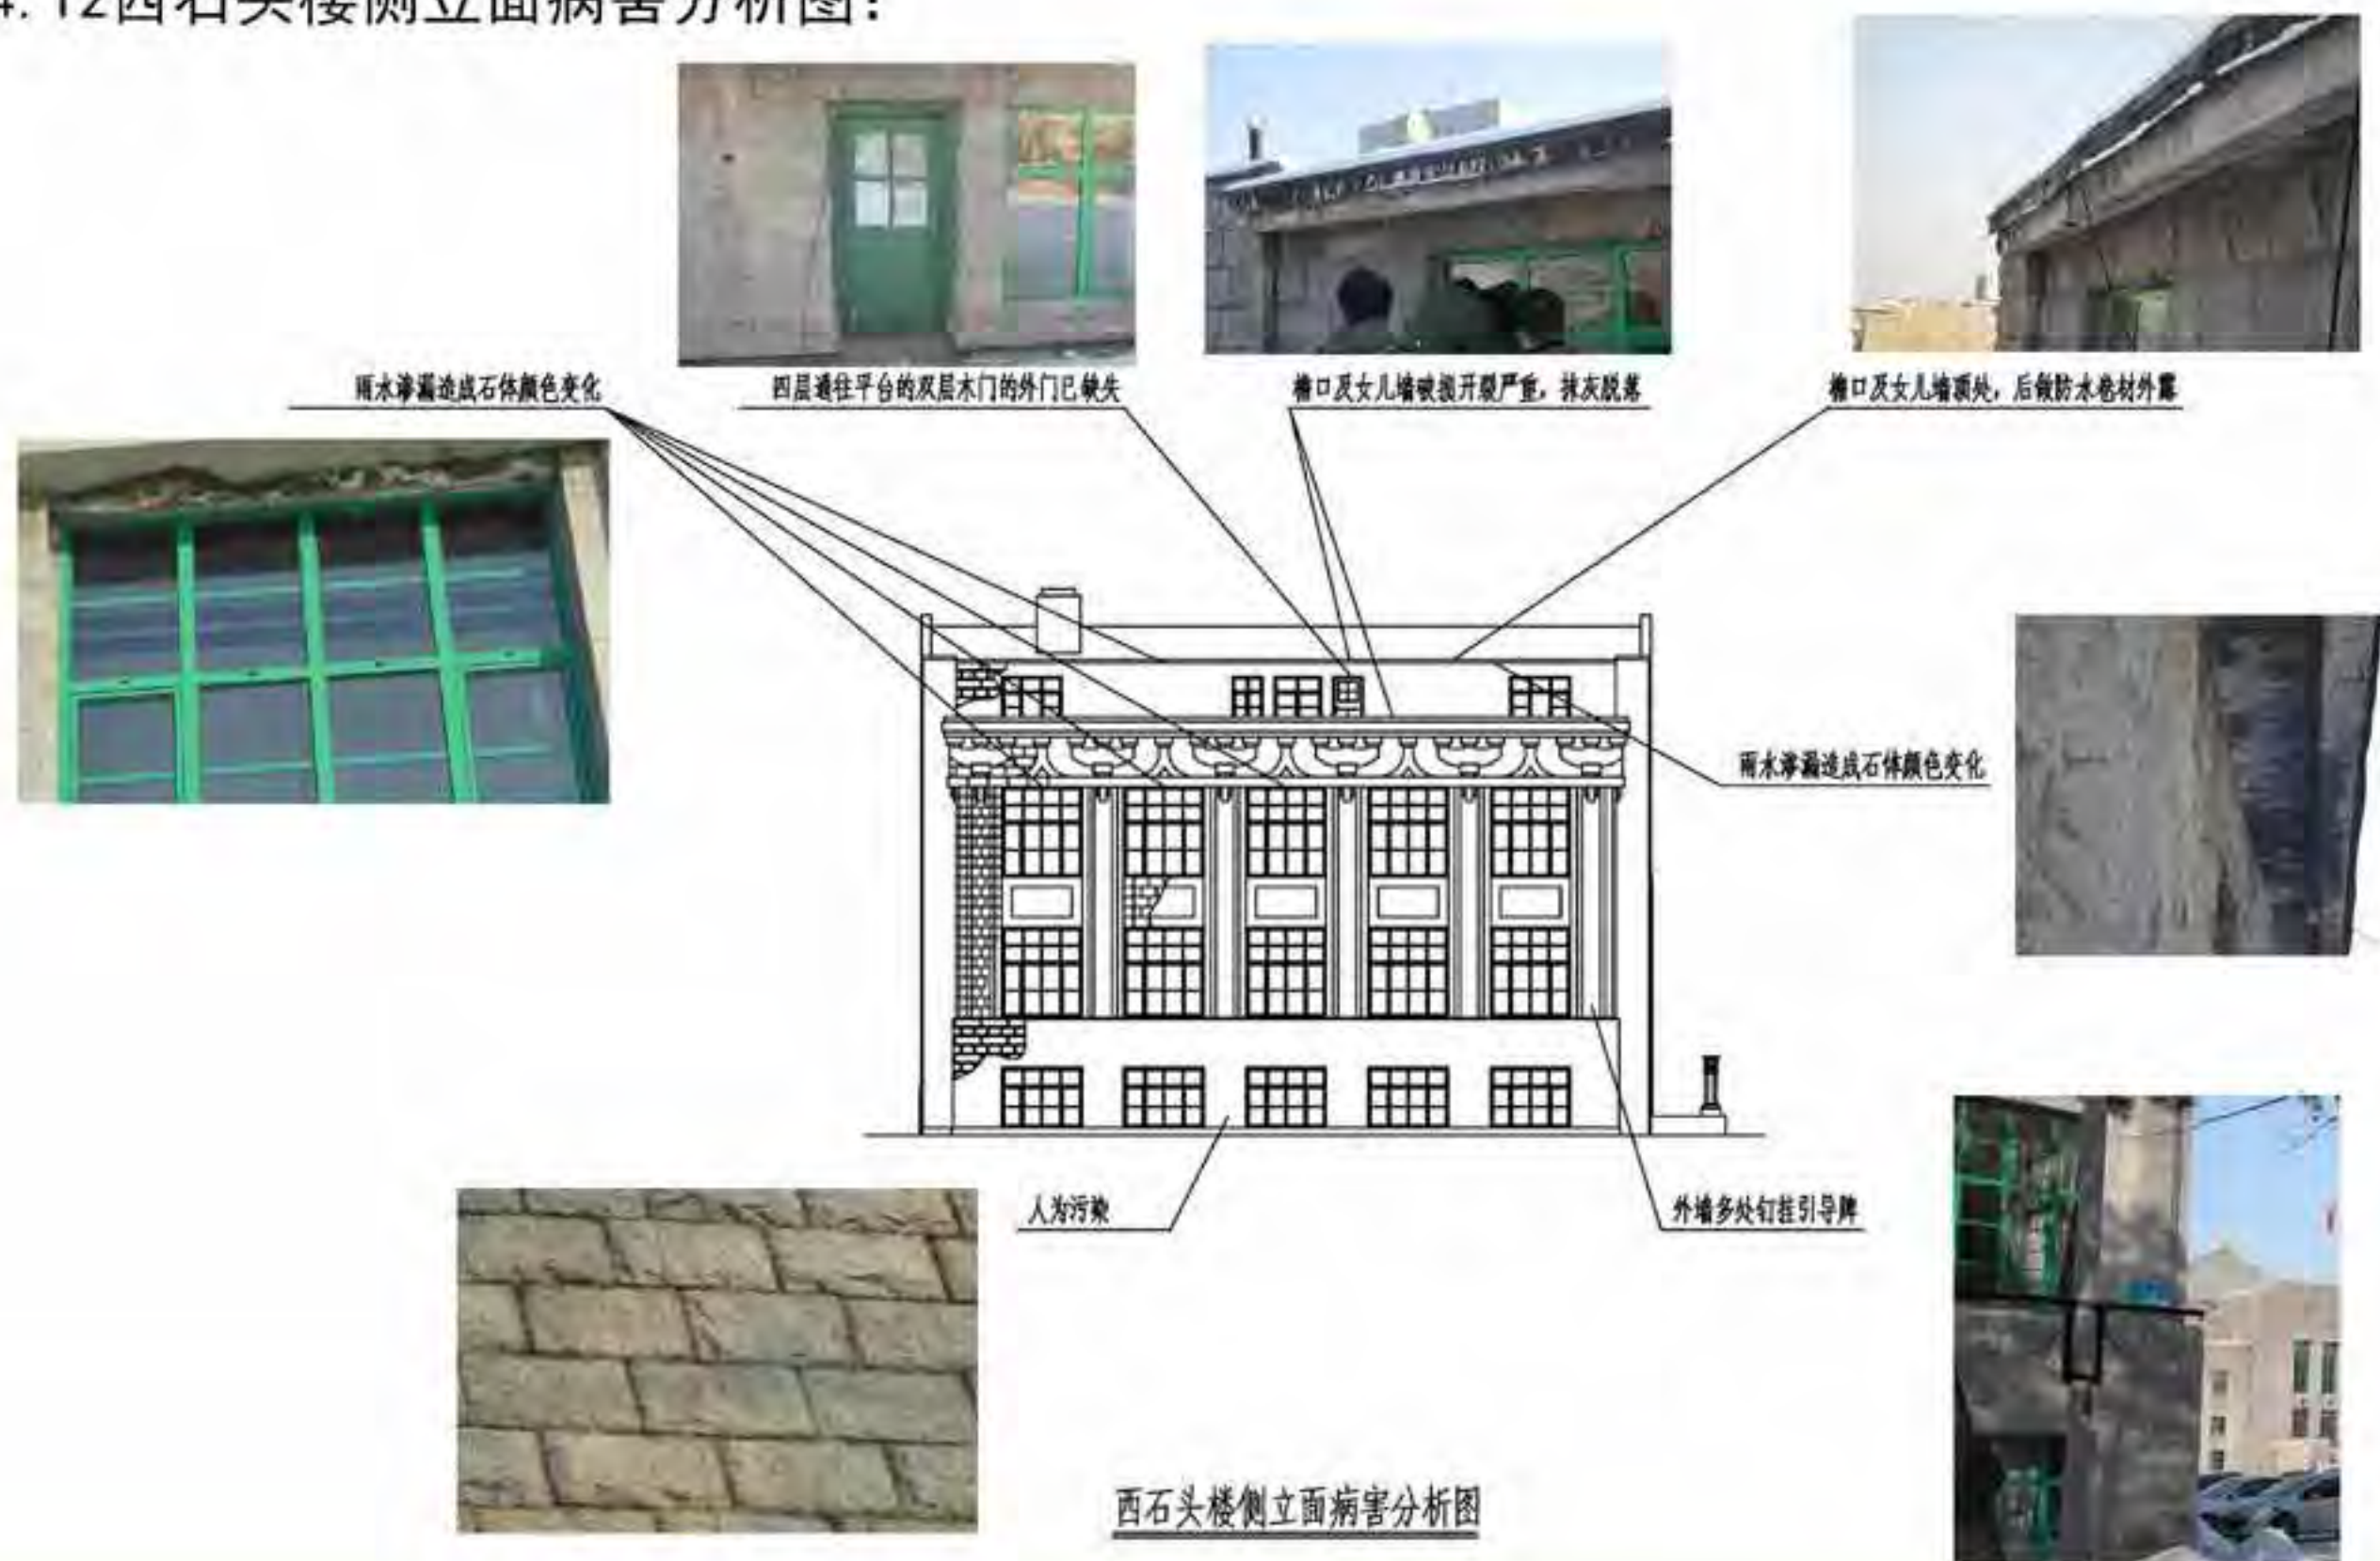 4.12西石头楼侧立面病害分析图:
雨水渗漏造成石体颜色变化
四层通往平台的双层木门的外门已缺失
檐口及女儿墙破损开裂严重，抹灰脱落
檐口及女儿墙顶处，后做防水卷材外露
雨水渗漏造成石体颜色变化
人为污染
外墙多处钉挂引导牌
西石头楼侧立面病害分析图